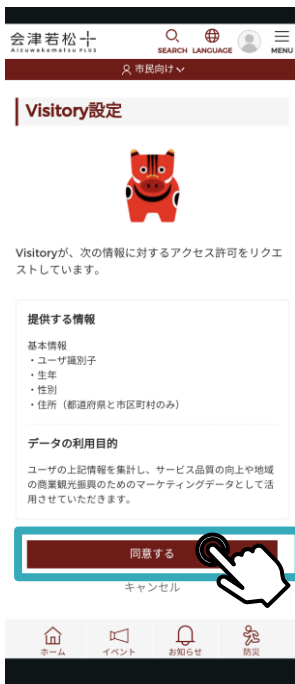 会津若松＋
Aizuwakamatsu PLUS
SEARCH LANGUAGE MENU
市民向け
Visitory設定
Visitoryが、次の情報に対するアクセス許可をリクエ
ストしています。
提供する情報
基本情報
・ユーザ識別子
・生年
・性別
・住所（都道府県と市区町村のみ）
データの利用目的
ユーザの上記情報を集計し、サービス品質の向上や地域
の商業観光振興のためのマーケティングデータとして活
用させていただきます。
同意する
キャンセル
ホーム イベント お知らせ 防災